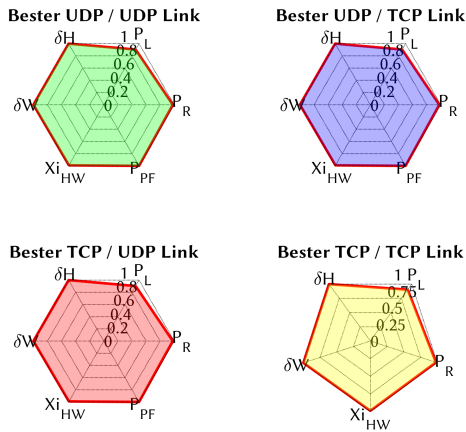 Bester UDP / UDP Link
δH 1 P L
0.8
0.6
0.4
0.2
δW 0 P R
Xi HW P PF
Bester UDP / TCP Link
δH 1 P L
0.8
0.6
0.4
0.2
δW 0 P R
Xi HW P PF
Bester TCP / UDP Link
δH 1 P L
0.8
0.6
0.4
0.2
δW 0 P R
Xi HW P PF
Bester TCP / TCP Link
δH 1 P L
0.75
0.5
0.25
0
δW P R
Xi HW